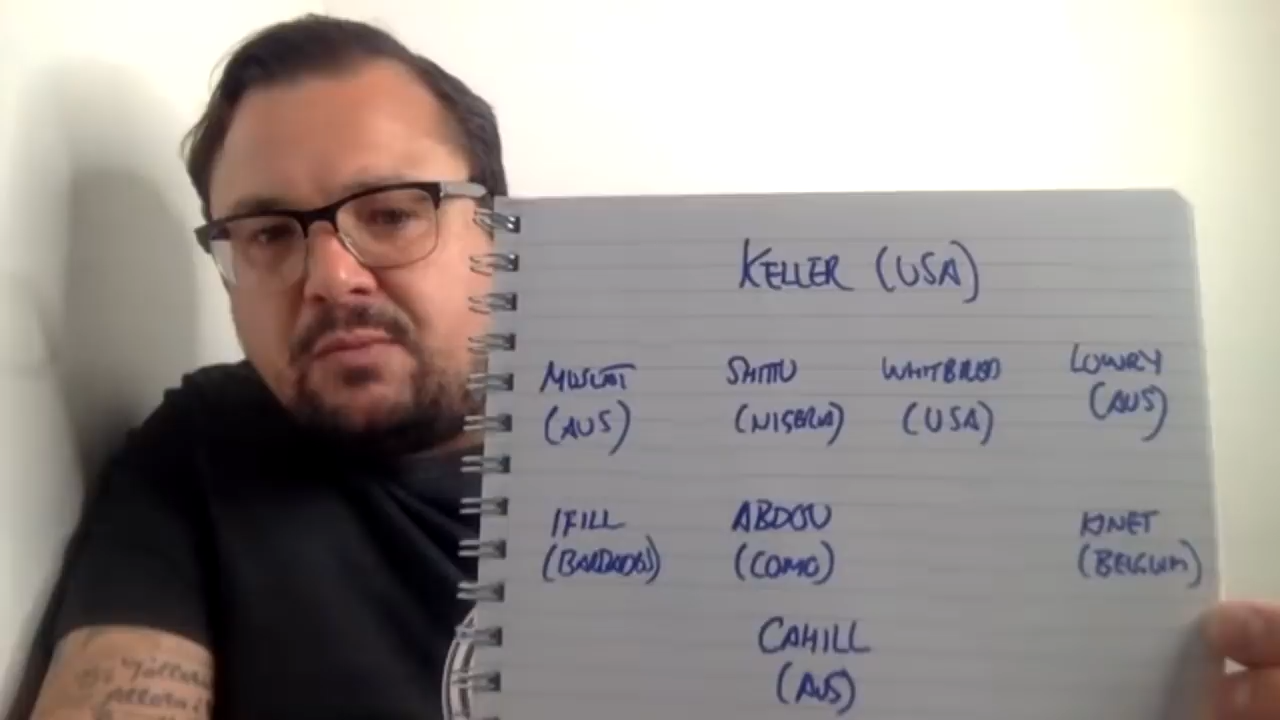 KELLER (USA)
MUSCAT SHITTU WHITBREAD LOWRY
(AUS) (NIGERIA) (USA) (AUS)
IFILL ABDOU KINET
(BARBADOS) (COMO) (BELGIUM)
CAHILL
(AUS)